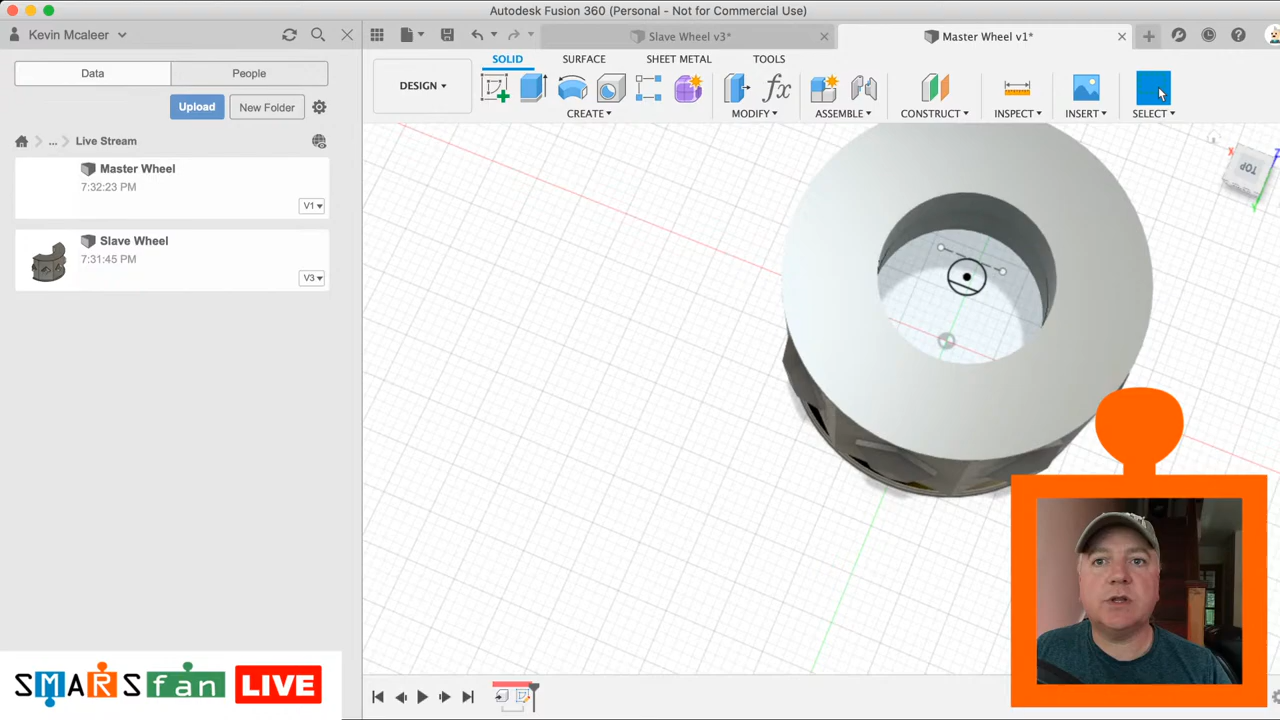 Autodesk Fusion 360 (Personal - Not for Commercial Use)
Kevin Mcaleer
Slave Wheel v3*
Master Wheel v1*
Data
People
SOLID
SURFACE
SHEET METAL
TOOLS
DESIGN
CREATE
MODIFY
ASSEMBLE
CONSTRUCT
INSPECT
INSERT
SELECT
Upload
New Folder
...
Live Stream
Master Wheel
7:32:23 PM
V1
Slave Wheel
7:31:45 PM
V3
X
Z
TOP
SMARS fan LIVE